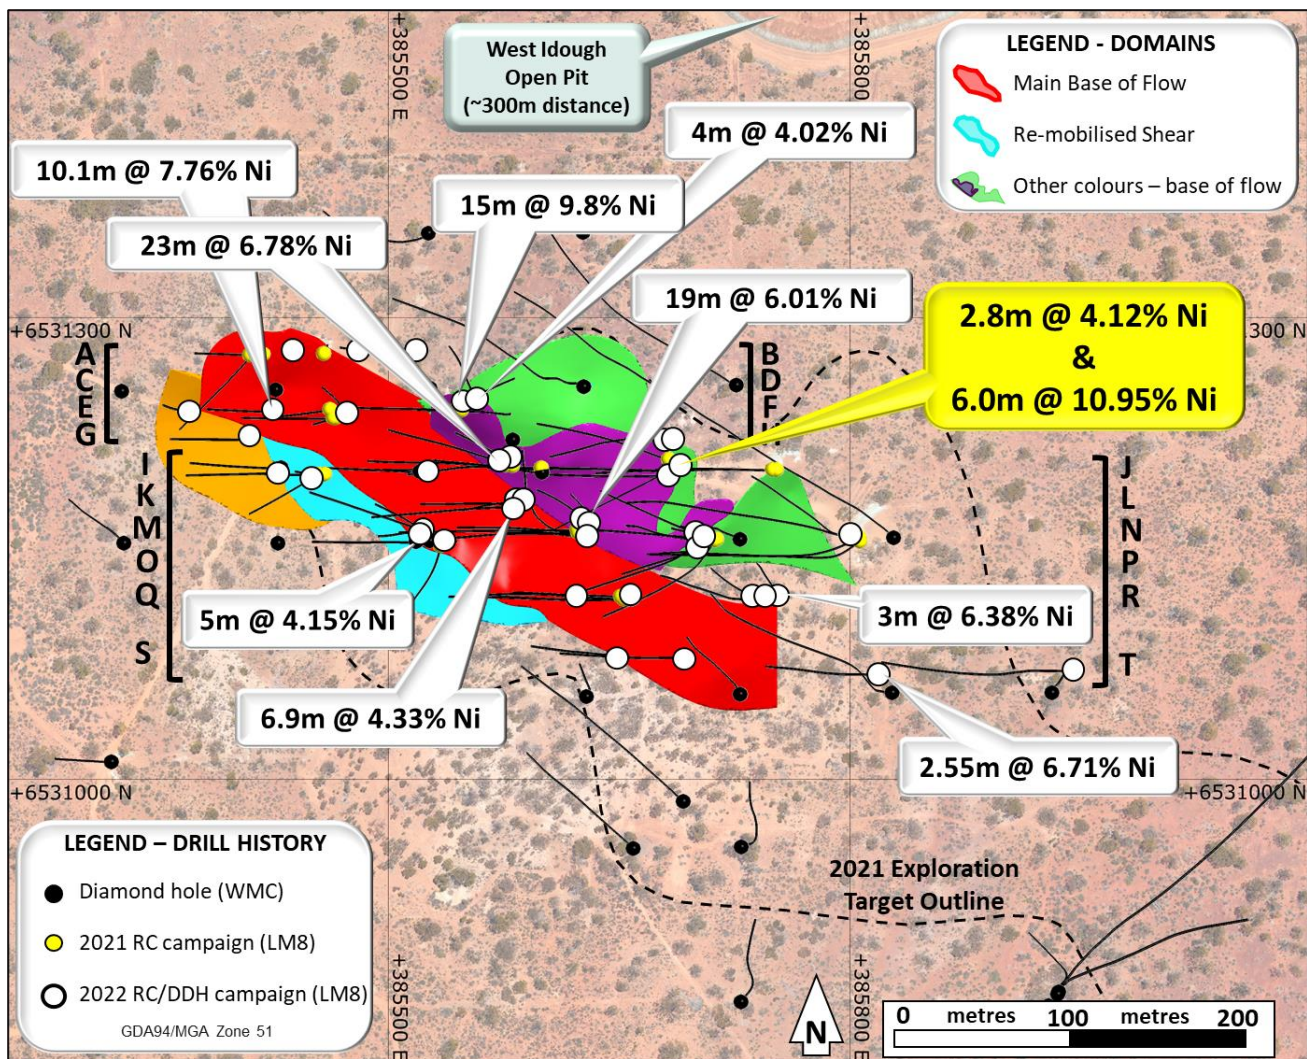 West Idough
Open Pit
(~300m distance)
+385500 E
+385800
LEGEND - DOMAINS
Main Base of Flow
Re-mobilised Shear
Other colours – base of flow
4m @ 4.02% Ni
10.1m @ 7.76% Ni
15m @ 9.8% Ni
23m @ 6.78% Ni
19m @ 6.01% Ni
2.8m @ 4.12% Ni
&
6.0m @ 10.95% Ni
+6531300 N
300 N
A
C
E
G
B
D
F
I
K
M
O
Q
S
J
L
N
P
R
T
5m @ 4.15% Ni
3m @ 6.38% Ni
6.9m @ 4.33% Ni
2.55m @ 6.71% Ni
+6531000 N
+6531000 N
LEGEND – DRILL HISTORY
Diamond hole (WMC)
2021 RC campaign (LM8)
2022 RC/DDH campaign (LM8)
GDA94/MGA Zone 51
2021 Exploration
Target Outline
+385500 E
+385800 E
N
0 metres 100 metres 200